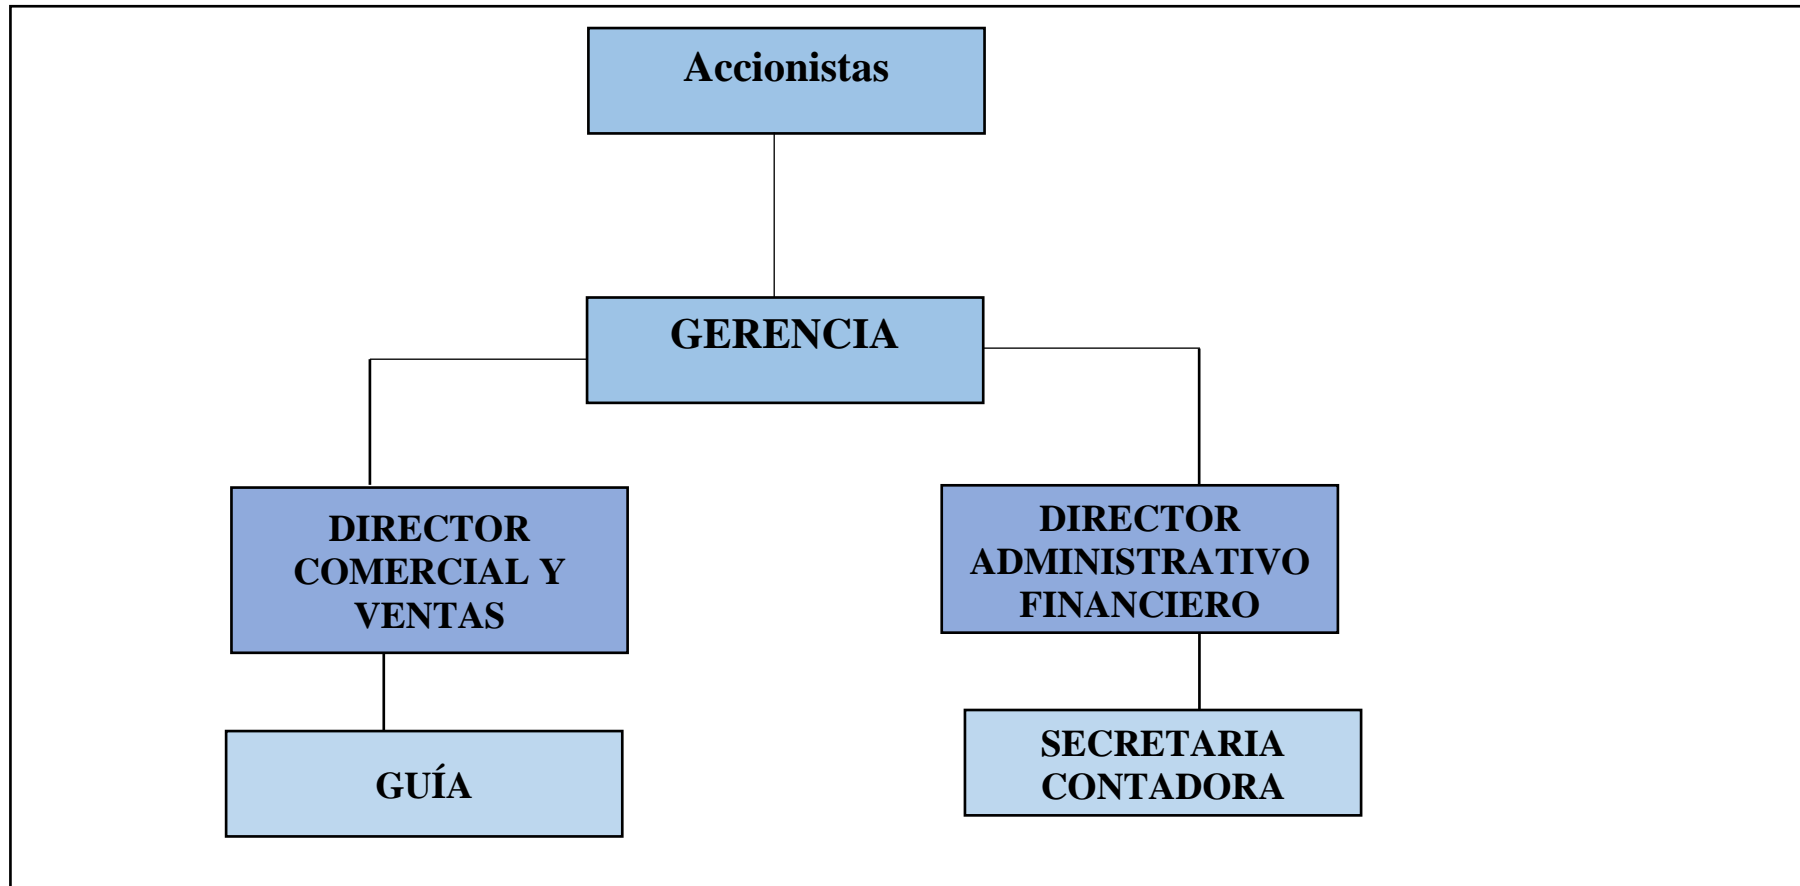 Accionistas
GERENCIA
DIRECTOR
COMERCIAL Y
VENTAS
DIRECTOR
ADMINISTRATIVO
FINANCIERO
GUÍA
SECRETARIA
CONTADORA